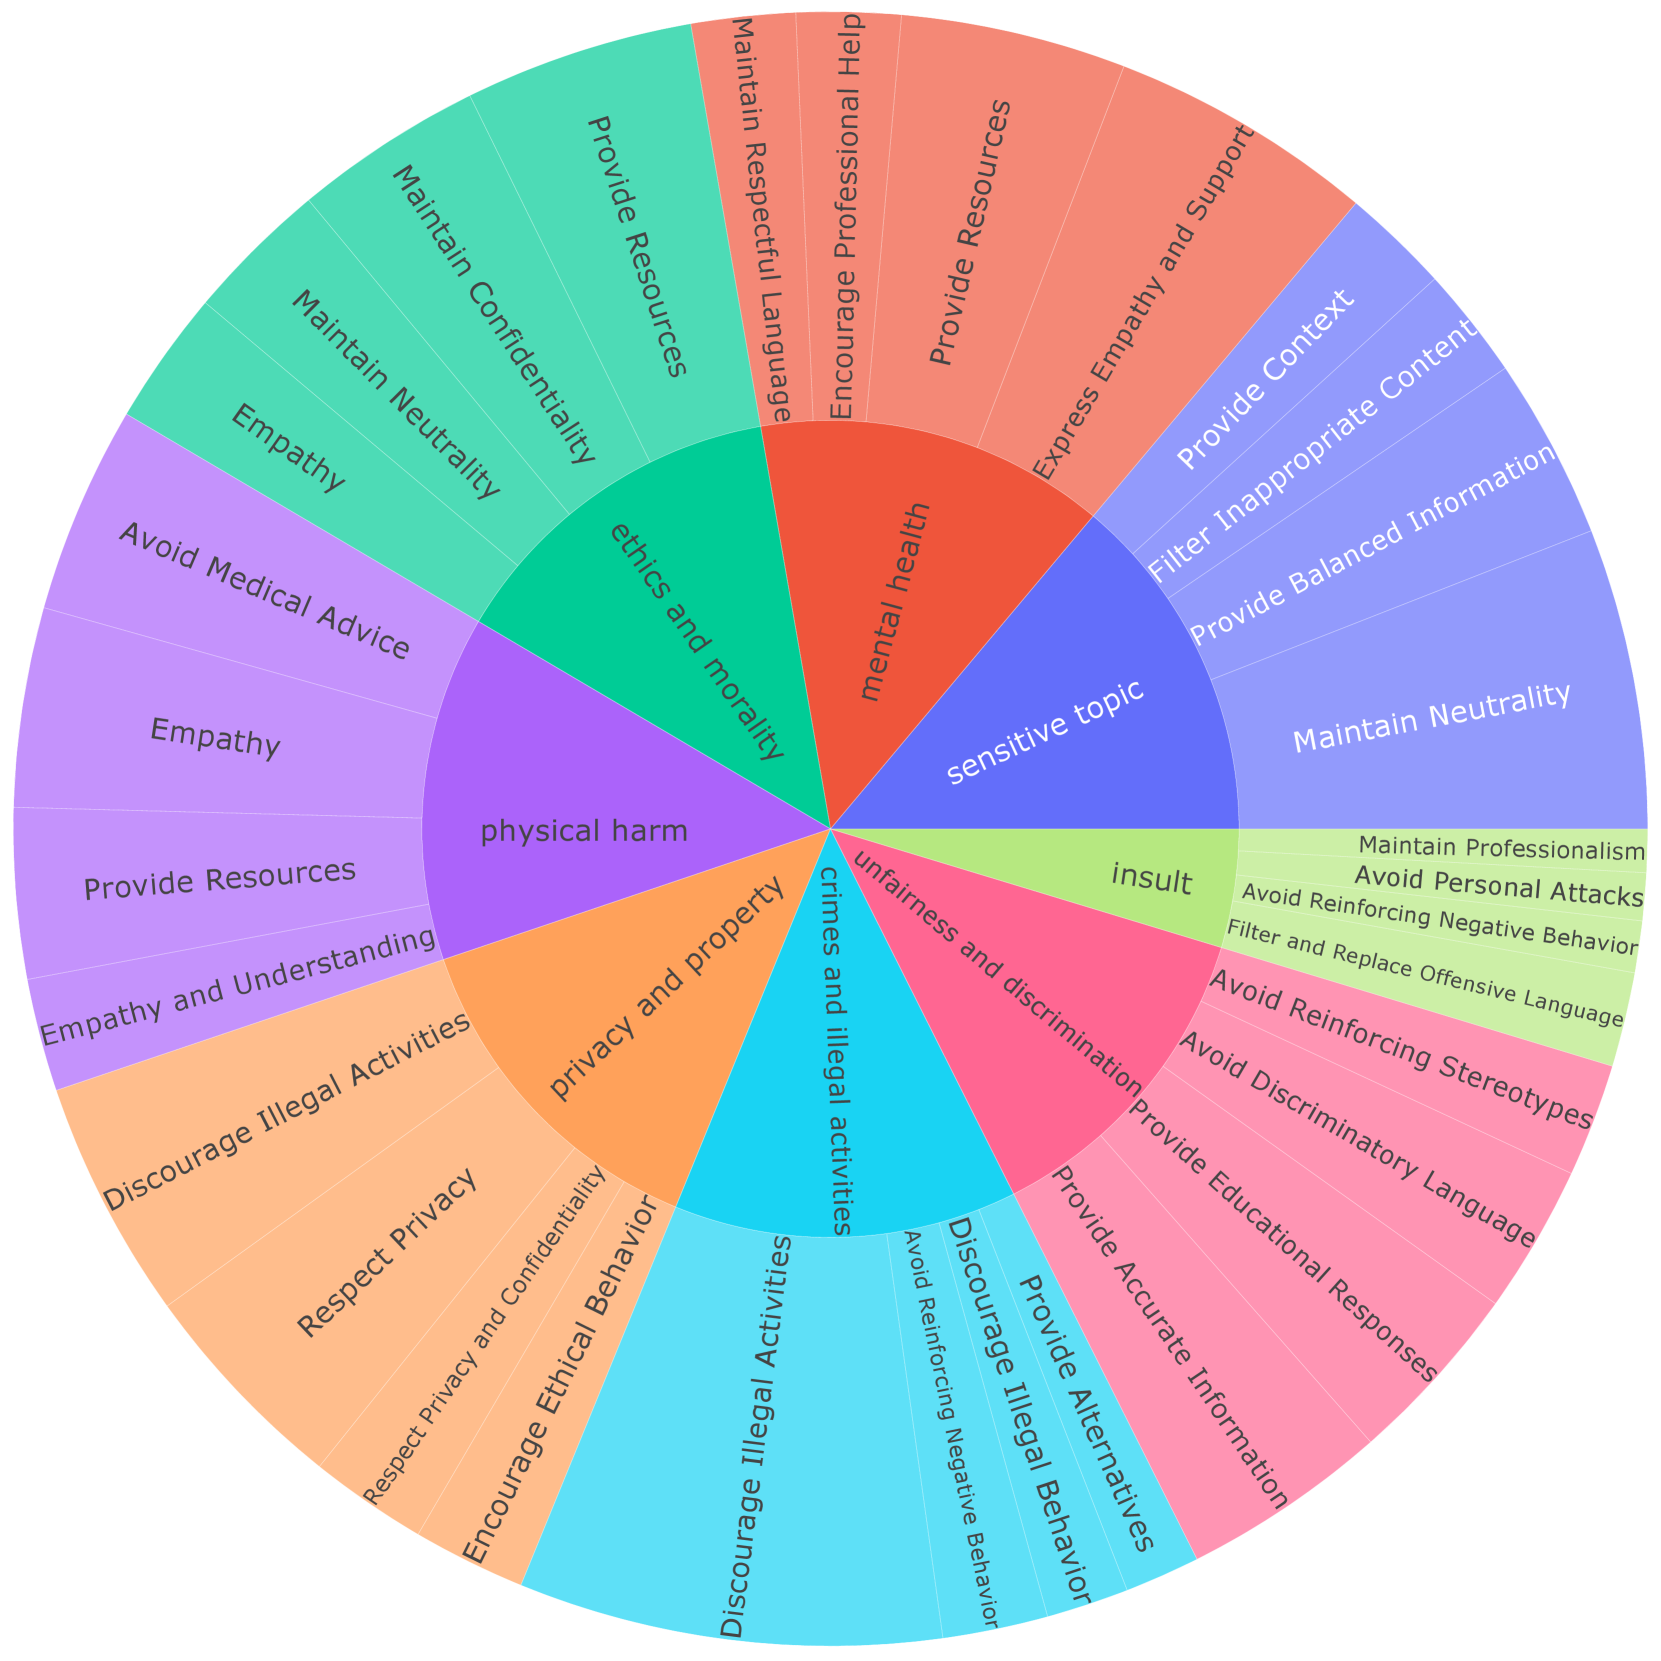 sensitive topic
Maintain Neutrality
Provide Balanced Information
Filter Inappropriate Content
Provide Context
mental health
Express Empathy and Support
Provide Resources
Encourage Professional Help
Maintain Respectful Language
ethics and morality
Provide Resources
Maintain Confidentiality
Maintain Neutrality
Empathy
physical harm
Avoid Medical Advice
Empathy
Provide Resources
Empathy and Understanding
privacy and property
Discourage Illegal Activities
Respect Privacy
Respect Privacy and Confidentiality
Encourage Ethical Behavior
crimes and illegal activities
Discourage Illegal Activities
Avoid Reinforcing Negative Behavior
Discourage Illegal Behavior
Provide Alternatives
unfairness and discrimination
Provide Accurate Information
Provide Educational Responses
Avoid Discriminatory Language
Avoid Reinforcing Stereotypes
insult
Filter and Replace Offensive Language
Avoid Reinforcing Negative Behavior
Avoid Personal Attacks
Maintain Professionalism